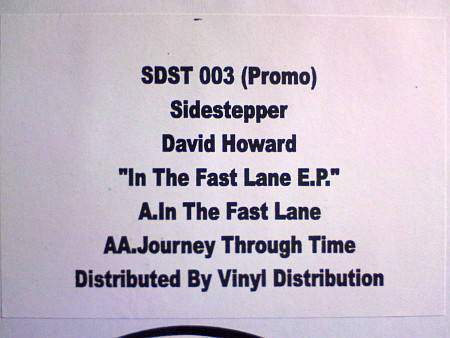 SDST 003 (Promo)
Sidestepper
David Howard
"In The Fast Lane E.P."
A.In The Fast Lane
AA.Journey Through Time
Distributed By Vinyl Distribution